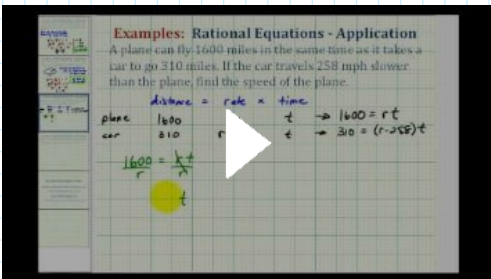 Examples: Rational Equations - Application
A plane can fly 1600 miles in the same time as it takes a
car to go 310 miles. If the car travels 258 mph slower
than the plane, find the speed of the plane.
distance = rate × time
plane 1600 t → 1600 = rt
car 310 r t → 310 = (r-258)t
1600 = rt
r r
t